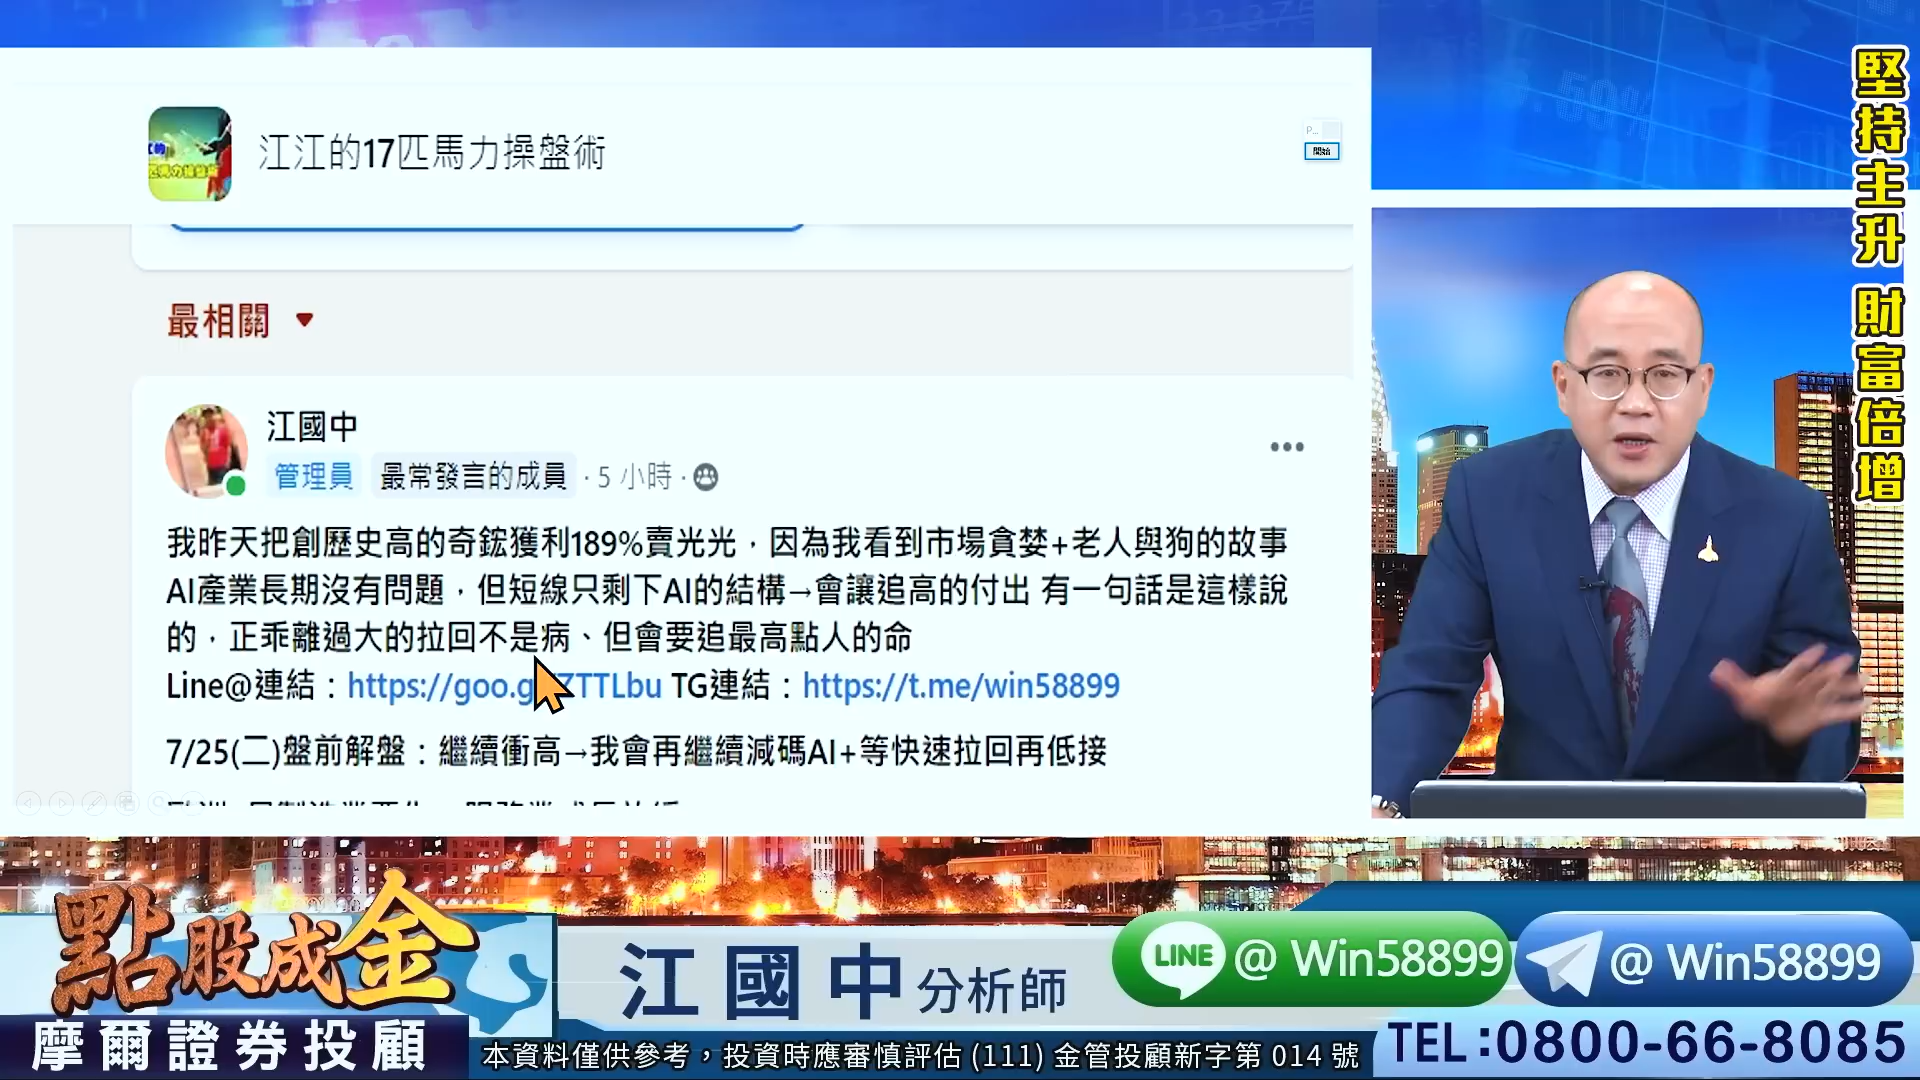 江江的17匹馬力操盤術
開始
最相關
江國中
管理員 最常發言的成員 · 5 小時 ·
我昨天把創歷史高的奇鋐獲利189%賣光光，因為我看到市場貪婪+老人與狗的故事
AI產業長期沒有問題，但短線只剩下AI的結構→會讓追高的付出 有一句話是這樣說
的，正乖離過大的拉回不是病、但會要追最高點人的命
Line@連結：https://goo.g ZTTLbu TG連結：https://t.me/win58899
7/25(二)盤前解盤：繼續衝高→我會再繼續減碼AI+等快速拉回再低接
堅持主升 財富倍增
點股成金
摩爾證券投顧
江國中 分析師
LINE @ Win58899
@ Win58899
TEL:0800-66-8085
本資料僅供參考，投資時應審慎評估 (111) 金管投顧新字第 014 號